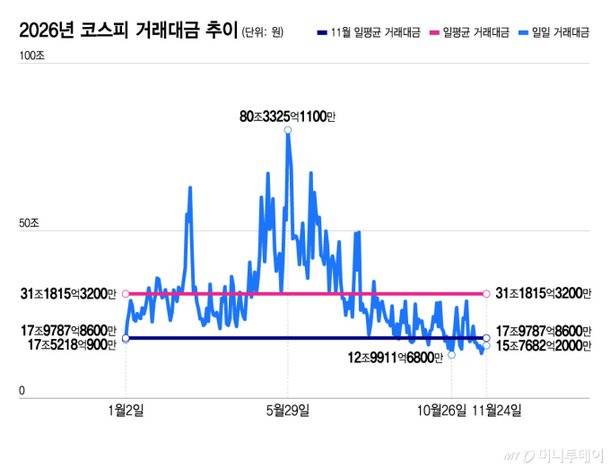 2026년 코스피 거래대금 추이 (단위: 원)
11월 일평균 거래대금 일평균 거래대금 일일 거래대금
100조
80조3325억1100만
50조
31조1815억3200만 31조1815억3200만
17조9787억8600만 17조9787억8600만
17조5218억900만 15조7682억2000만
12조9911억6800만
0
1월2일 5월29일 10월26일 11월24일
머니투데이